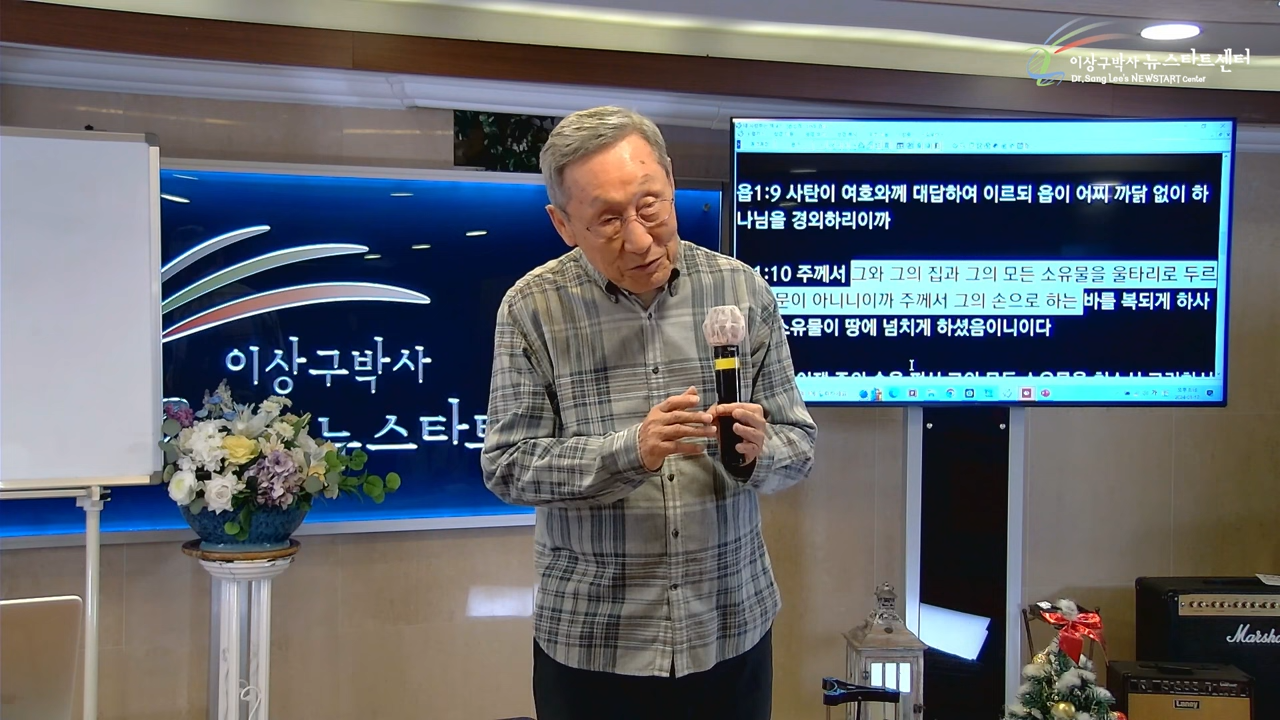 이상구박사 뉴스타트센터
Dr. Sang Lee's NEWSTART Center
욥1:9 사탄이 여호와께 대답하여 이르되 욥이 어찌 까닭 없이 하
나님을 경외하리이까
1:10 주께서 그와 그의 집과 그의 모든 소유물을 울타리로 두르
문이 아니니이까 주께서 그의 손으로 하는 바를 복되게 하사
소유물이 땅에 넘치게 하셨음이니이다
이상구박사
뉴스타트
Marsha
Laney